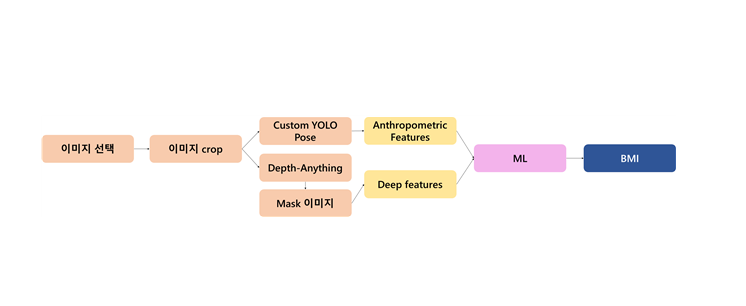 이미지 선택
이미지 crop
Custom YOLO
Pose
Depth-Anything
Mask 이미지
Anthropometric
Features
Deep features
ML
BMI